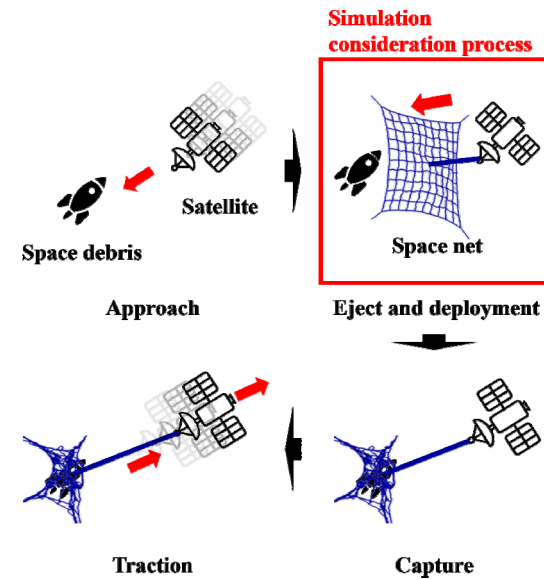 Simulation
consideration process
Satellite
Space debris
Space net
Approach
Eject and deployment
Traction
Capture